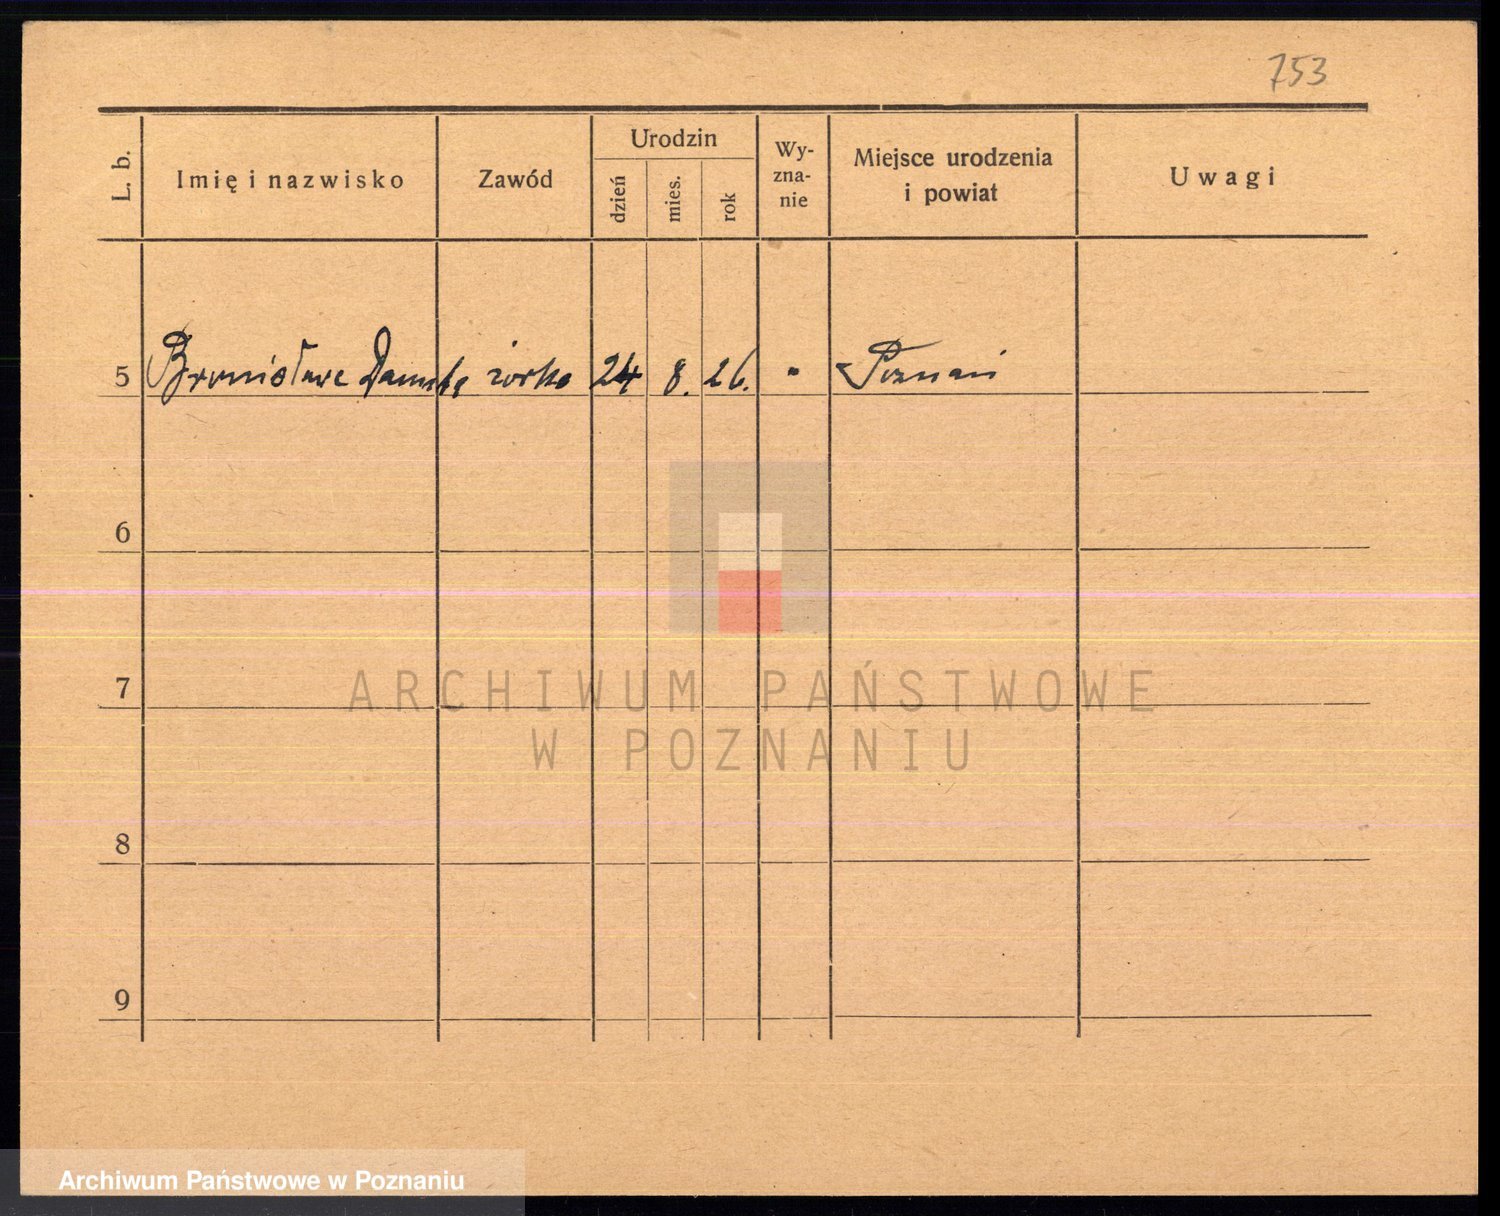 753
L. b.
Imię i nazwisko
Zawód
Urodzin
dzień
mies.
rok
Wy-
zna-
nie
Miejsce urodzenia
i powiat
Uwagi
5 Bronisława Danuta córka 24 8. 26. " Poznań
6
7
8
9
ARCHIWUM PAŃSTWOWE
W POZNANIU
Archiwum Państwowe w Poznaniu